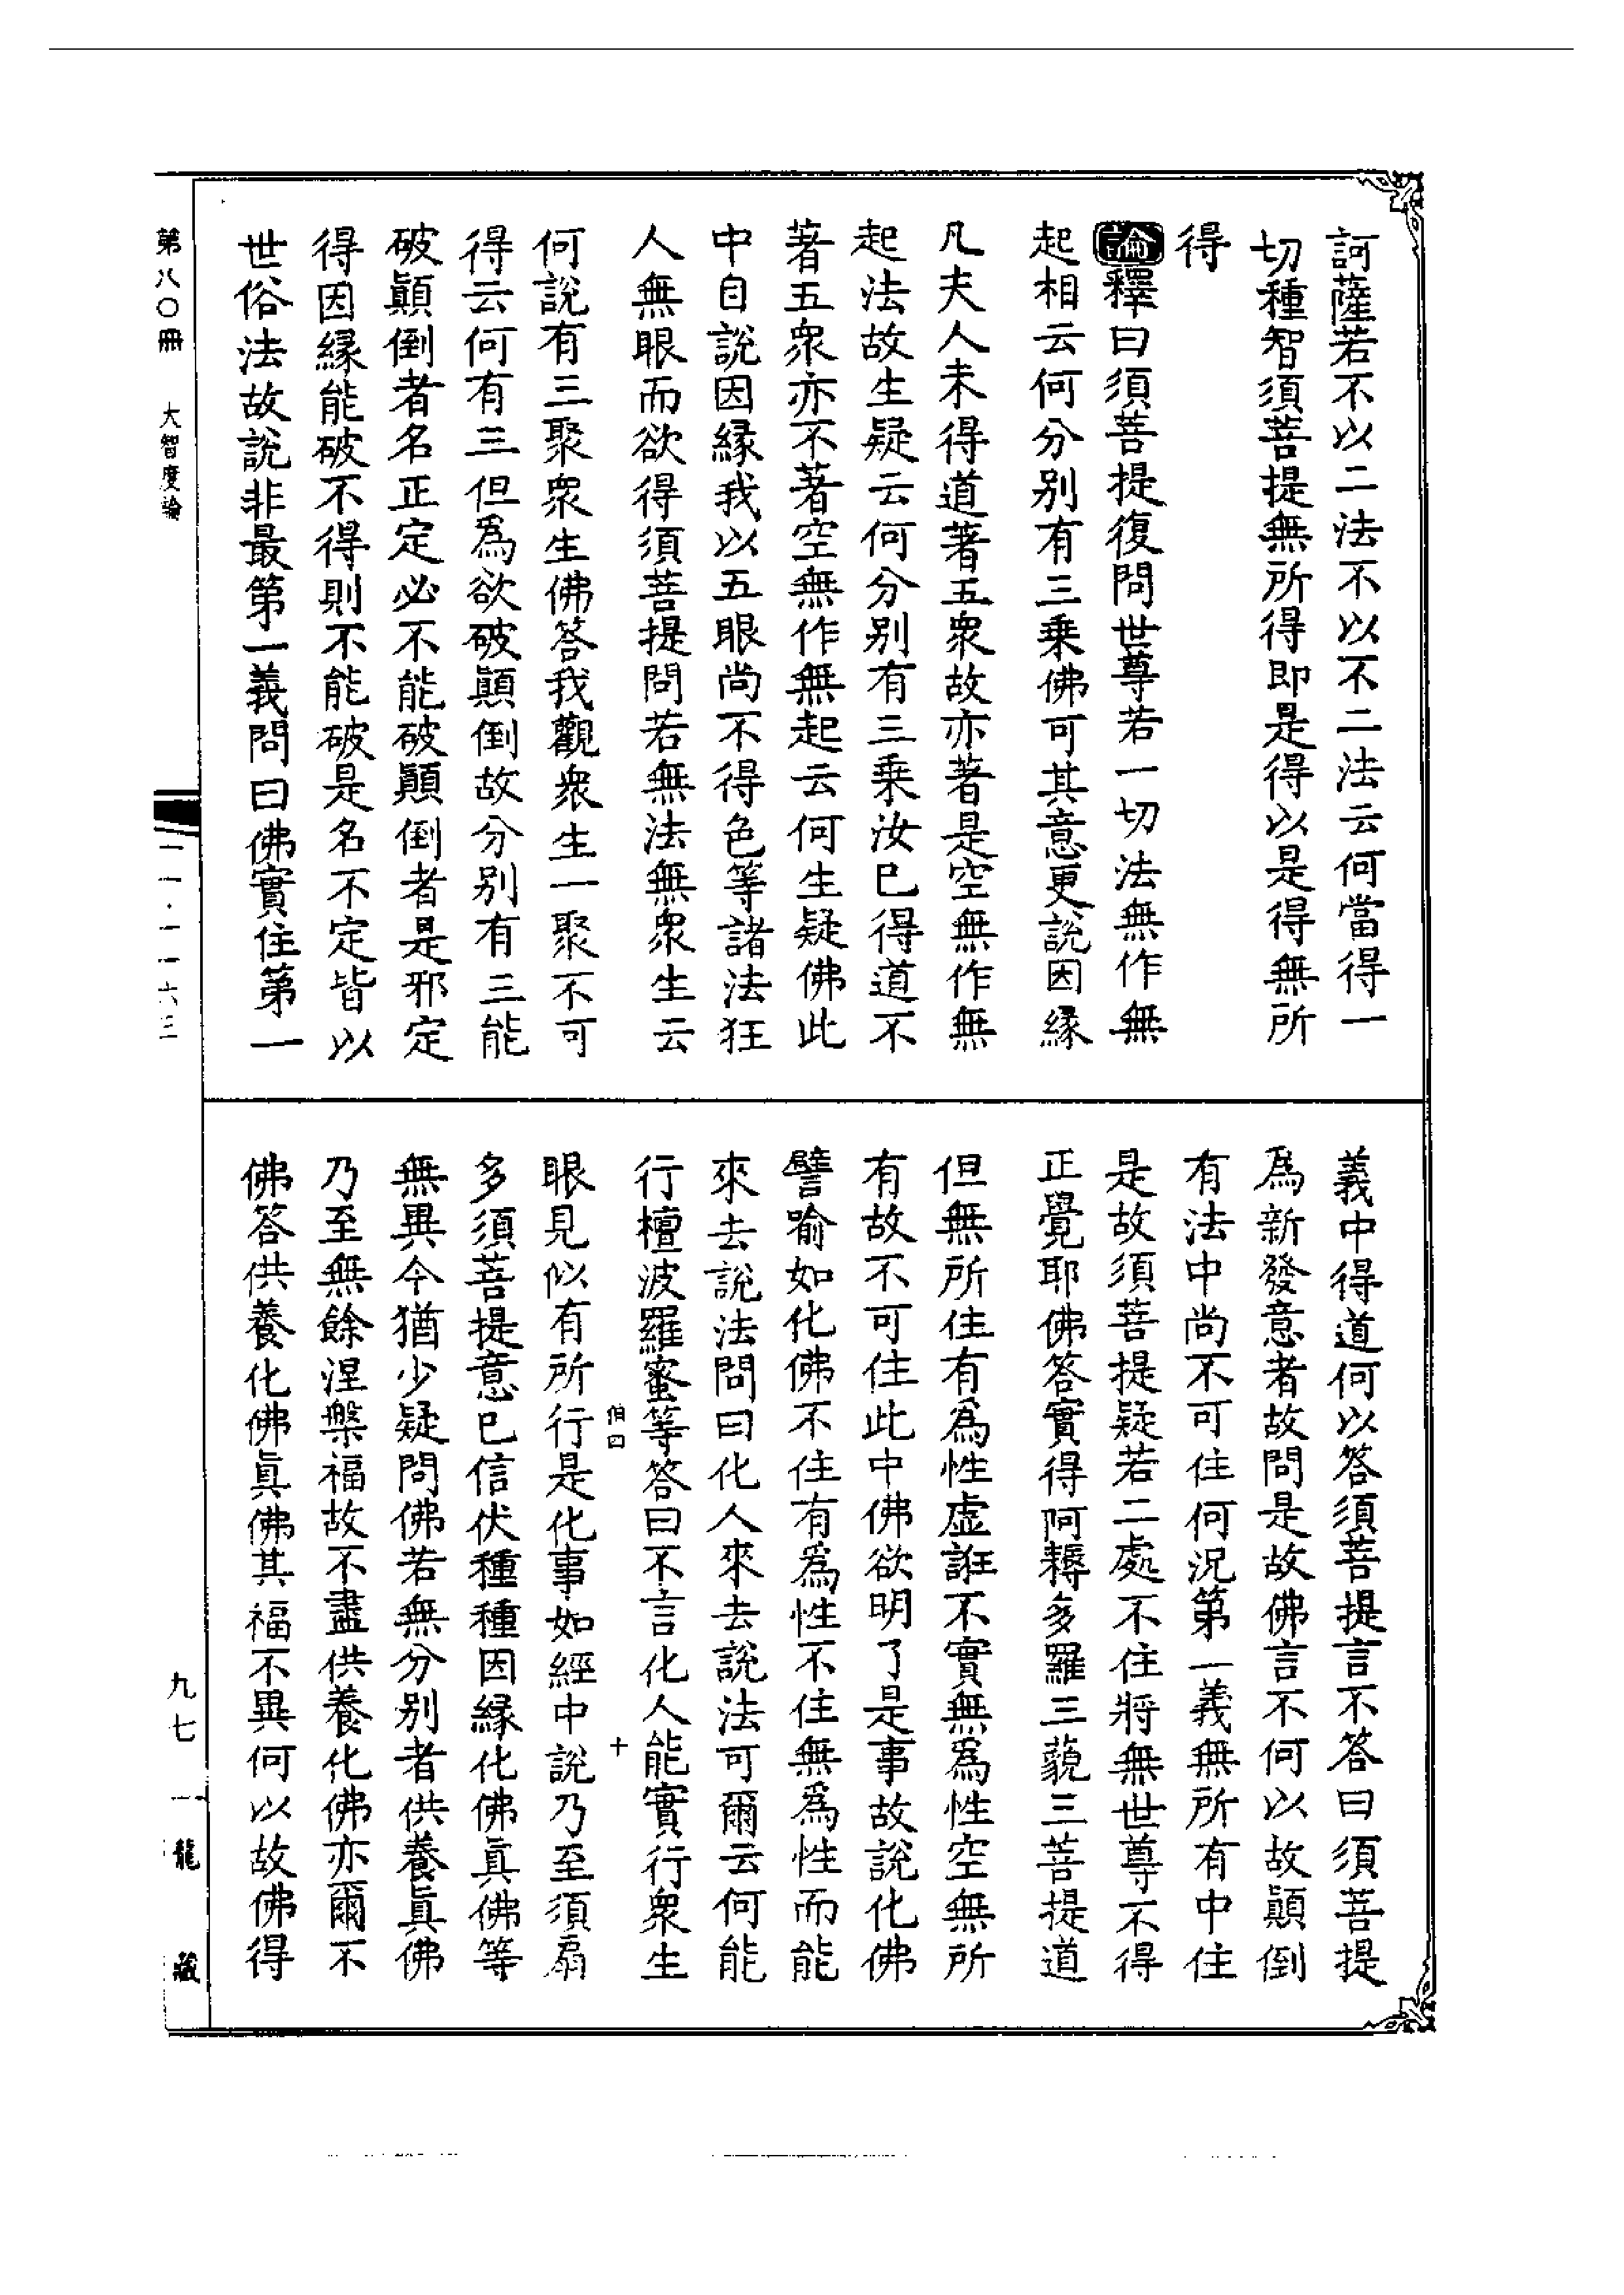 訶薩若不以二法不以不二法云何當得一
切種智須菩提無所得即是得以是得無所
得
論釋曰須菩提復問世尊若一切法無作無
起相云何分別有三乗佛可其意更說因緣
凡夫人未得道著五衆故亦著是空無作無
起法故生疑云何分別有三乗汝已得道不
著五衆亦不著空無作無起云何生疑佛此
中自說因緣我以五眼尚不得色等諸法狂
人無眼而欲得須菩提問若無法無衆生云
何說有三聚衆生佛答我觀衆生一聚不可
得云何有三但爲欲破顛倒故分別有三能
破顛倒者名正定必不能破顛倒者是邪定
得因緣能破不得則不能破是名不定皆以
世俗法故說非最第一義問曰佛實住第一
義中得道何以答須菩提言不答曰須菩提
爲新發意者故問是故佛言不何以故顛倒
有法中尚不可住何況第一義無所有中住
是故須菩提疑若二處不住將無世尊不得
正覺耶佛答實得阿耨多羅三藐三菩提道
但無所住有爲性虛誑不實無爲性空無所
有故不可住此中佛欲明了是事故說化佛
譬喻如化佛不住有爲性不住無爲性而能
來去說法問曰化人來去說法可爾云何能
行檀波羅蜜等答曰不言化人能實行衆生
眼見似有所行是化事如經中說乃至須扇
多須菩提意已信伏種種因緣化佛眞佛等
無異今猶少疑問佛若無分別者供養眞佛
乃至無餘涅槃福故不盡供養化佛亦爾不
佛答供養化佛眞佛其福不異何以故佛得
十
第八〇冊 大智度論
九七
龍藏